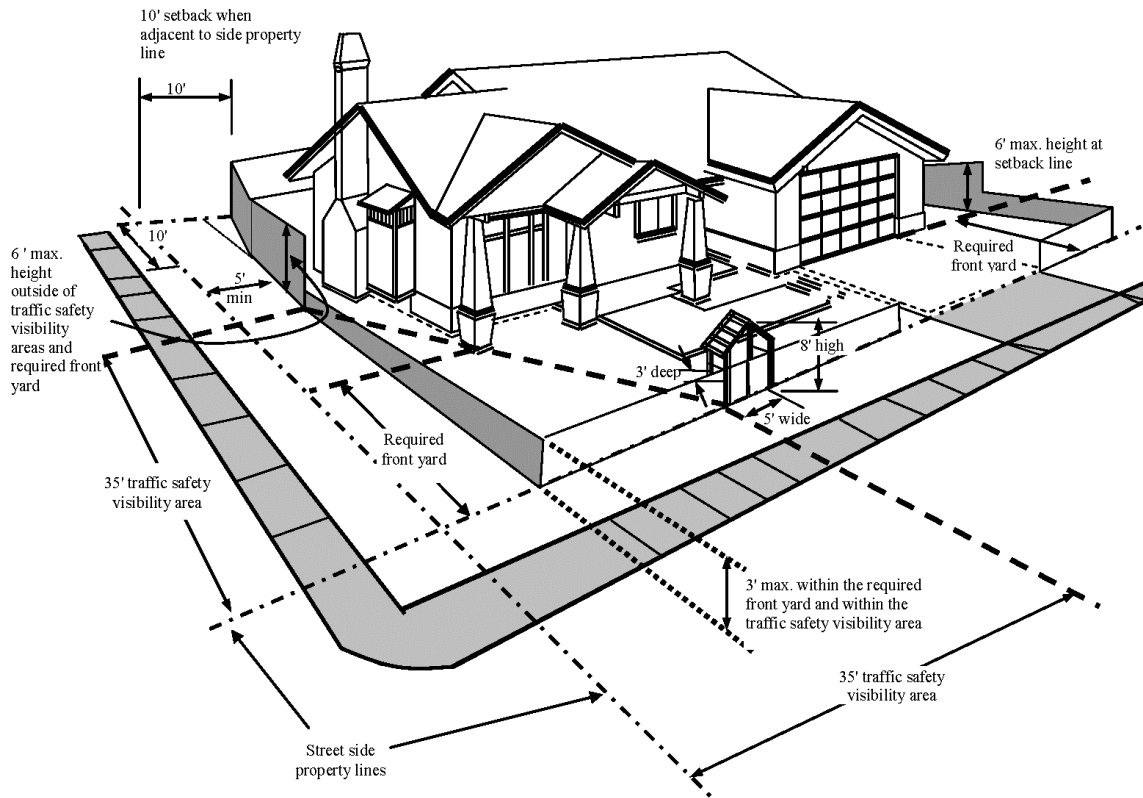 10' setback when
adjacent to side property
line
10'
6' max. height at
setback line
Required
front yard
10'
5'
min
6 ' max.
height
outside of
traffic safety
visibility
areas and
required front
yard
8' high
3' deep
5' wide
Required
front yard
35' traffic safety
visibility area
3' max. within the required
front yard and within the
traffic safety visibility area
35' traffic safety
visibility area
Street side
property lines